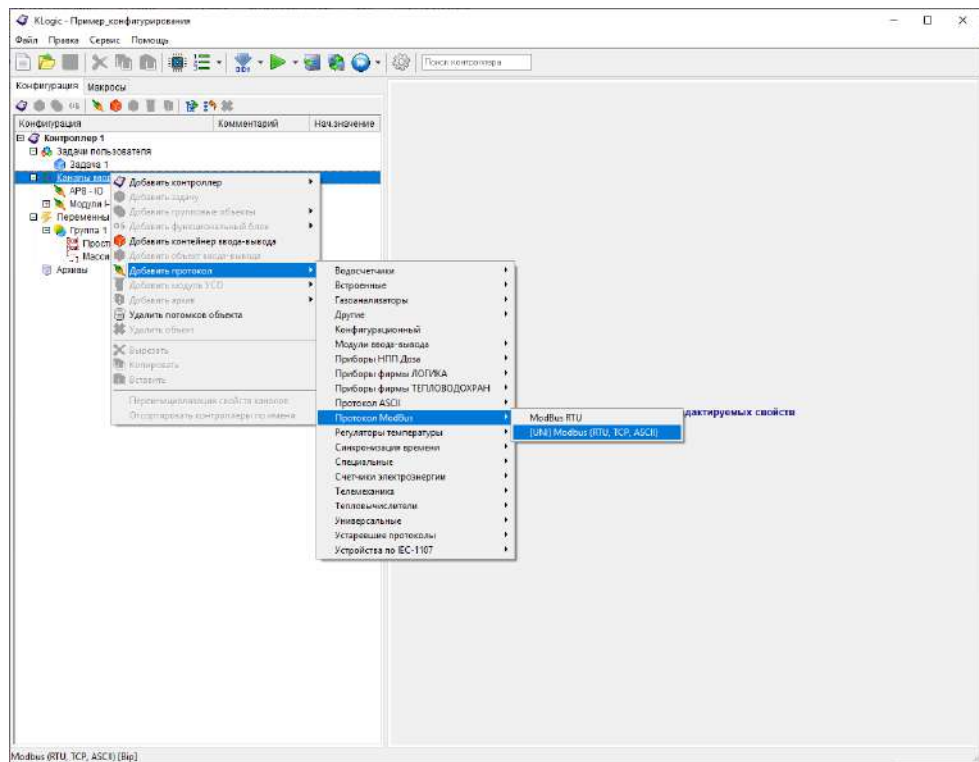 KLogic - Пример_конфигурирования
Файл Правка Сервис Помощь
Поиск контроллера
Конфигурация Макросы
Конфигурация Комментарий Нач.значение
Контроллер 1
Задачи пользователя
Задача 1
Каналы
APB - IO
Модули
Переменны
Группа 1
Прост
Масси
Архивы
Добавить контроллер
Добавить задачу
Добавить групповые объекты
Добавить функциональный блок
Добавить контейнер ввода-вывода
Добавить объект ввода-вывода
Добавить протокол
Добавить модуль УСО
Добавить архив
Удалить потомков объекта
Удалить объект
Вырезать
Копировать
Вставить
Переинициализация свойств каналов
Отсортировать контроллеры по имени
Водосчетчики
Встроенные
Газоанализаторы
Другие
Конфигурационный
Модули ввода-вывода
Приборы НПП Доза
Приборы фирмы ЛОГИКА
Приборы фирмы ТЕПЛОВОДОХРАН
Протокол ASCII
Протокол ModBus
Регуляторы температуры
Синхронизация времени
Специальные
Счетчики электроэнергии
Телемеханика
Тепловычислители
Универсальные
Устаревшие протоколы
Устройства по IEC-1107
ModBus RTU
[UNI] Modbus (RTU, TCP, ASCII)
дактируемых свойств
Modbus (RTU, TCP, ASCII) [Bip]